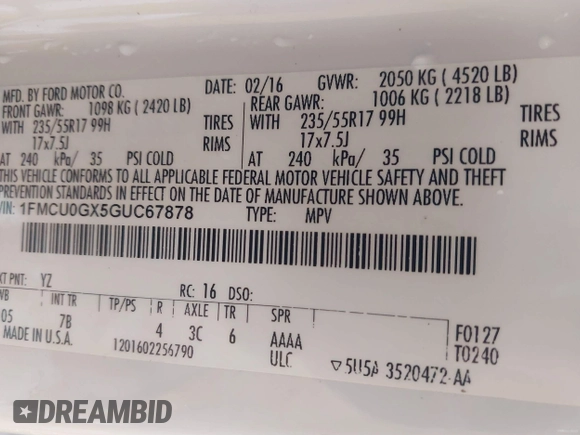 MFD. BY FORD MOTOR CO. DATE: 02/16 GVWR: 2050 KG ( 4520 LB)
FRONT GAWR: 1098 KG ( 2420 LB) REAR GAWR: 1006 KG ( 2218 LB)
WITH 235/55R17 99H TIRES WITH 235/55R17 99H TIRES
17x7.5J RIMS 17x7.5J RIMS
AT 240 kPa/ 35 PSI COLD AT 240 kPa/ 35 PSI COLD
THIS VEHICLE CONFORMS TO ALL APPLICABLE FEDERAL MOTOR VEHICLE SAFETY AND THEFT
PREVENTION STANDARDS IN EFFECT ON THE DATE OF MANUFACTURE SHOWN ABOVE.
VIN: 1FMCU0GX5GUC67878 TYPE: MPV
EXT PNT: YZ RC: 16 DSO:
WB INT TR TP/PS R AXLE TR SPR
05 7B 4 3C 6 AAAA F0127
MADE IN U.S.A. 1201602256790 ULC T0240
▽ 5U5A 3520472-AA
DREAMBID